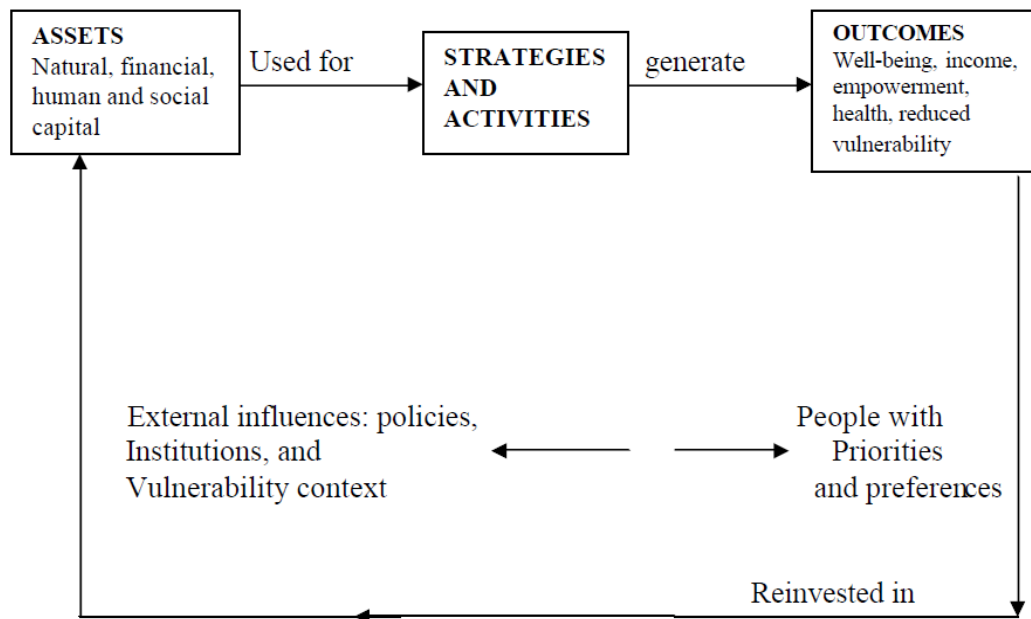 ASSETS
Natural, financial,
human and social
capital
Used for
STRATEGIES
AND
ACTIVITIES
generate
OUTCOMES
Well-being, income,
empowerment,
health, reduced
vulnerability
External influences: policies,
Institutions, and
Vulnerability context
People with
Priorities
and preferences
Reinvested in